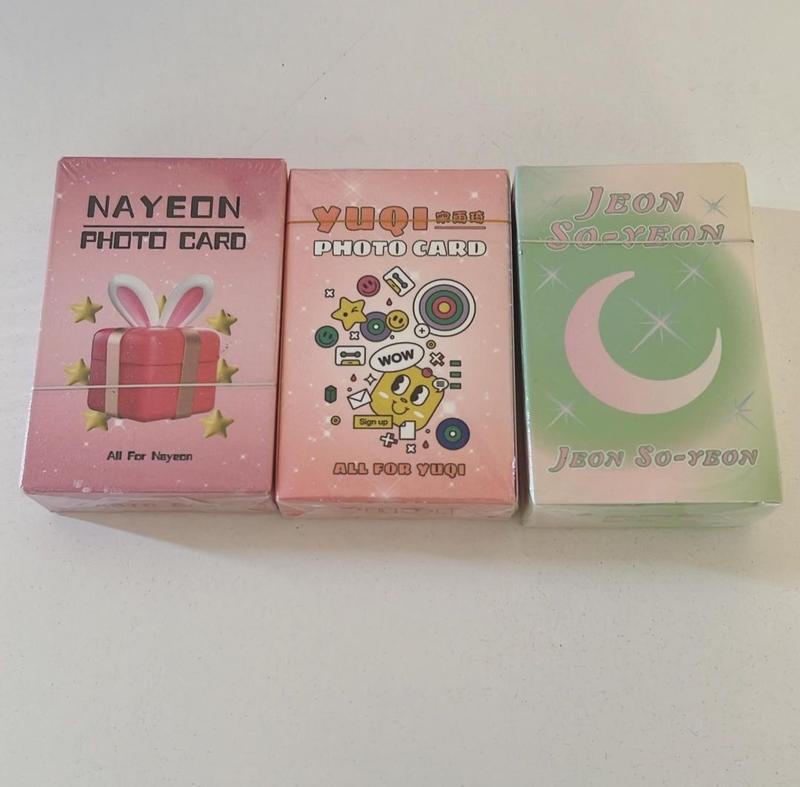 NAYEON
PHOTO CARD
All For Nayeon
YUQI 宋雨琦
PHOTO CARD
WOW
Sign up
ALL FOR YUQI
JEON
SO-YEON
JEON SO-YEON